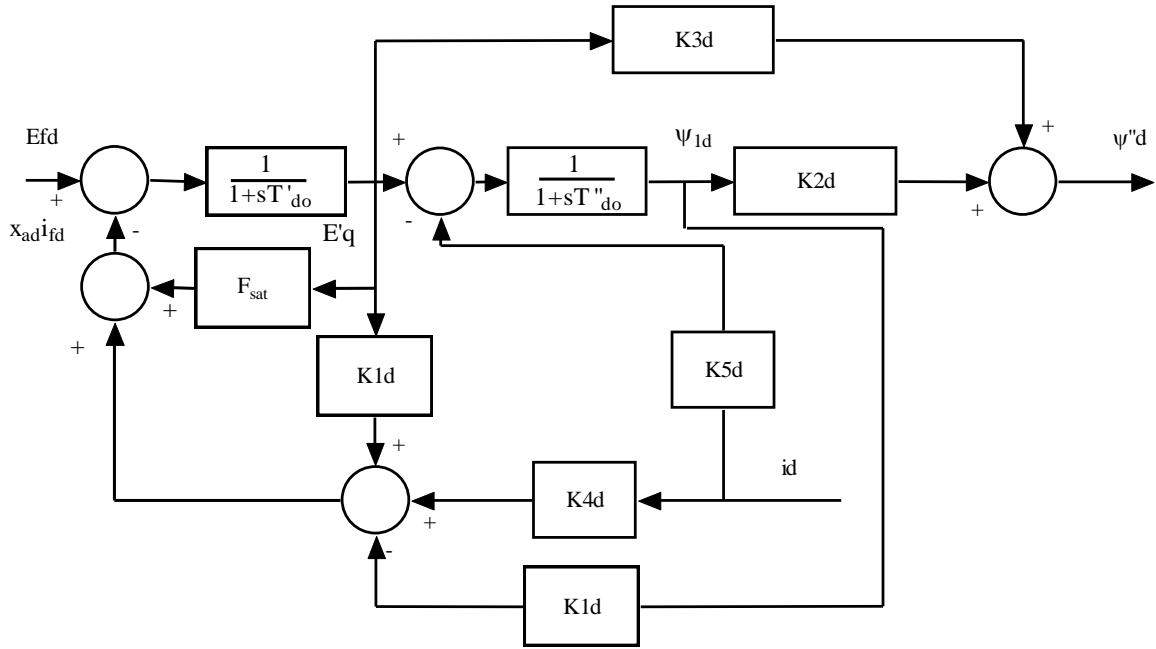 K3d
+
Efd
+
ψ1d
ψ"d
1
1+sT'do
1
1+sT"do
K2d
+
-
+
xadifd
-
E'q
Fsat
+
+
K1d
K5d
+
id
K4d
+
-
K1d